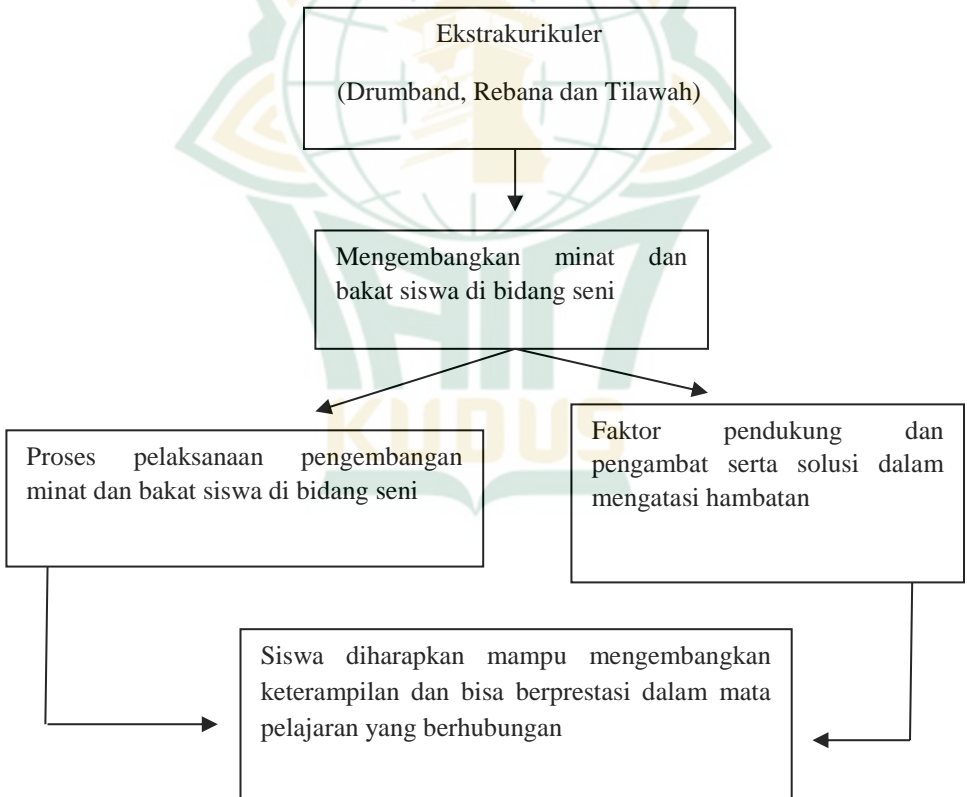 Ekstrakurikuler
(Drumband, Rebana dan Tilawah)
Mengembangkan minat dan
bakat siswa di bidang seni
Proses pelaksanaan pengembangan
minat dan bakat siswa di bidang seni
Faktor pendukung dan
pengambat serta solusi dalam
mengatasi hambatan
Siswa diharapkan mampu mengembangkan
keterampilan dan bisa berprestasi dalam mata
pelajaran yang berhubungan
IAIN
KUDUS